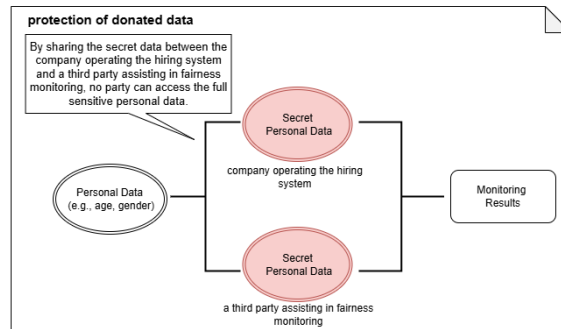 protection of donated data
By sharing the secret data between the
company operating the hiring system
and a third party assisting in fairness
monitoring, no party can access the full
sensitive personal data.
Secret
Personal Data
company operating the hiring
system
Personal Data
(e.g., age, gender)
Monitoring
Results
Secret
Personal Data
a third party assisting in fairness
monitoring